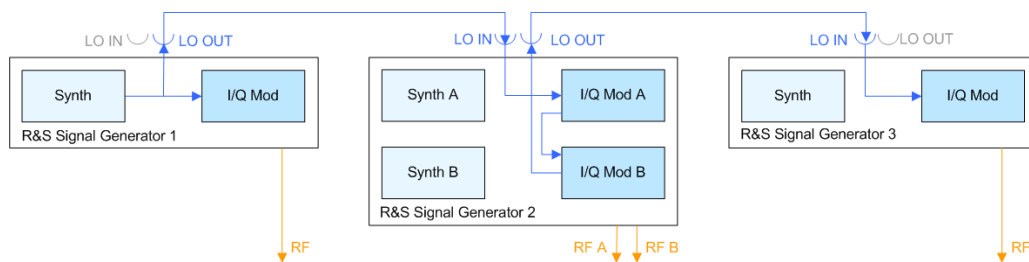 LO IN LO OUT
LO IN LO OUT
LO IN LO OUT
Synth
I/Q Mod
R&S Signal Generator 1
Synth A
I/Q Mod A
Synth B
I/Q Mod B
R&S Signal Generator 2
Synth
I/Q Mod
R&S Signal Generator 3
RF
RF A
RF B
RF